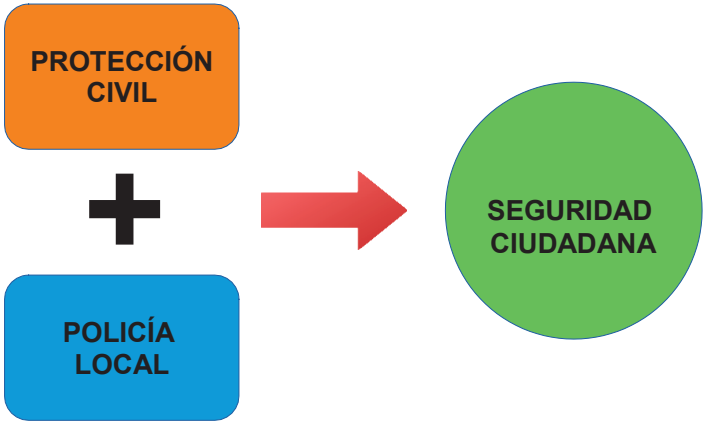 PROTECCIÓN
CIVIL
POLICÍA
LOCAL
SEGURIDAD
CIUDADANA